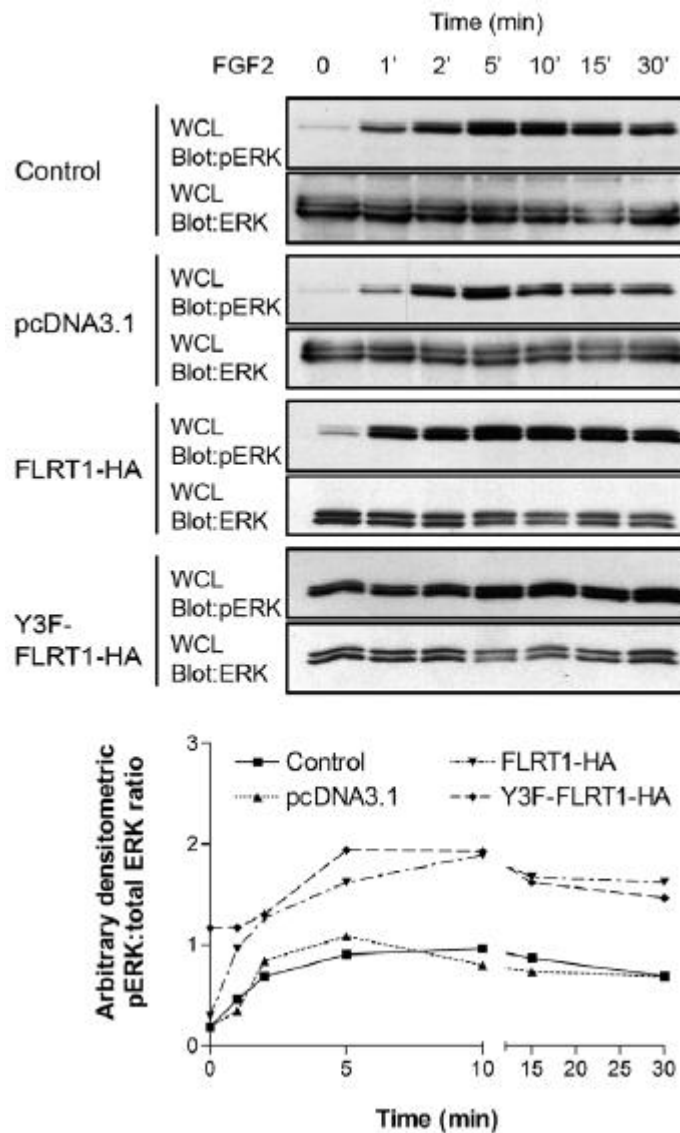 Time (min)
FGF2 0 1' 2' 5' 10' 15' 30'
Control
WCL
Blot:pERK
WCL
Blot:ERK
pcDNA3.1
WCL
Blot:pERK
WCL
Blot:ERK
FLRT1-HA
WCL
Blot:pERK
WCL
Blot:ERK
Y3F-
FLRT1-HA
WCL
Blot:pERK
WCL
Blot:ERK
Arbitrary densitometric
pERK:total ERK ratio
3
2
1
0
Control
pcDNA3.1
FLRT1-HA
Y3F-FLRT1-HA
0 5 10 15 20 25 30
Time (min)